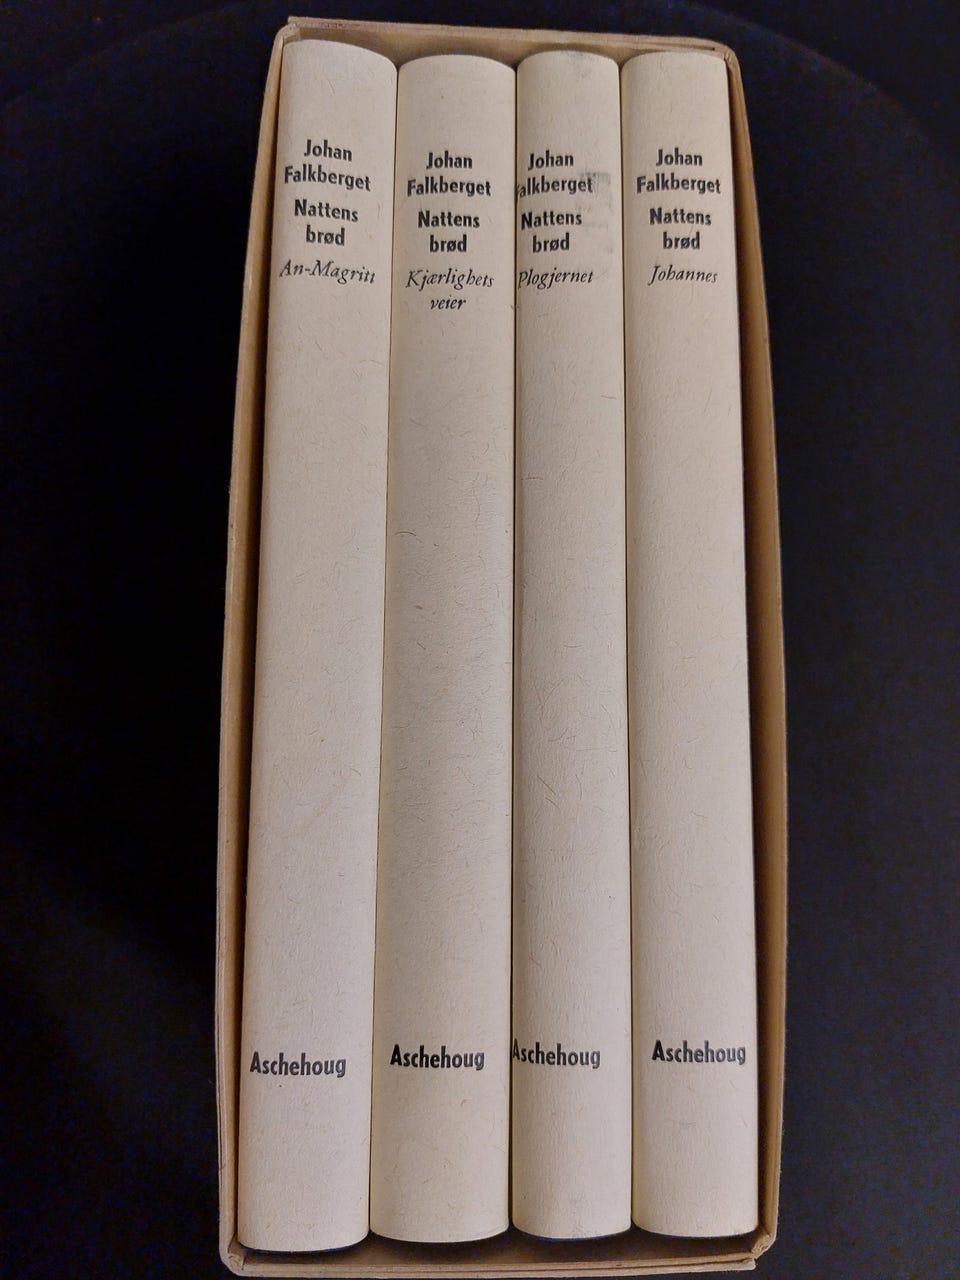 Johan
Falkberget
Nattens
brød
An-Magritt
Aschehoug
Johan
Falkberget
Nattens
brød
Kjærlighets
veier
Aschehoug
Johan
Falkberget
Nattens
brød
Plogjernet
Aschehoug
Johan
Falkberget
Nattens
brød
Johannes
Aschehoug